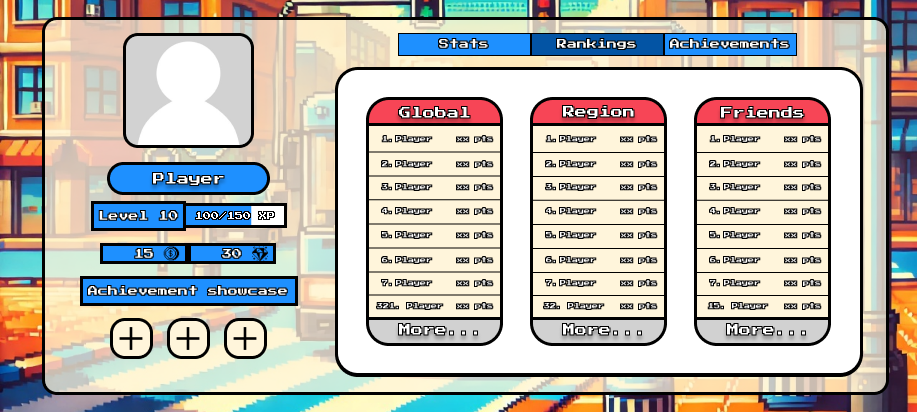 Stats Rankings Achievements
Player
Level 10 100/150 XP
15 30
Achievement showcase
Global
1. Player xx pts
2. Player xx pts
3. Player xx pts
4. Player xx pts
5. Player xx pts
6. Player xx pts
7. Player xx pts
321. Player xx pts
More...
Region
1. Player xx pts
2. Player xx pts
3. Player xx pts
4. Player xx pts
5. Player xx pts
6. Player xx pts
7. Player xx pts
32. Player xx pts
More...
Friends
1. Player xx pts
2. Player xx pts
3. Player xx pts
4. Player xx pts
5. Player xx pts
6. Player xx pts
7. Player xx pts
15. Player xx pts
More...